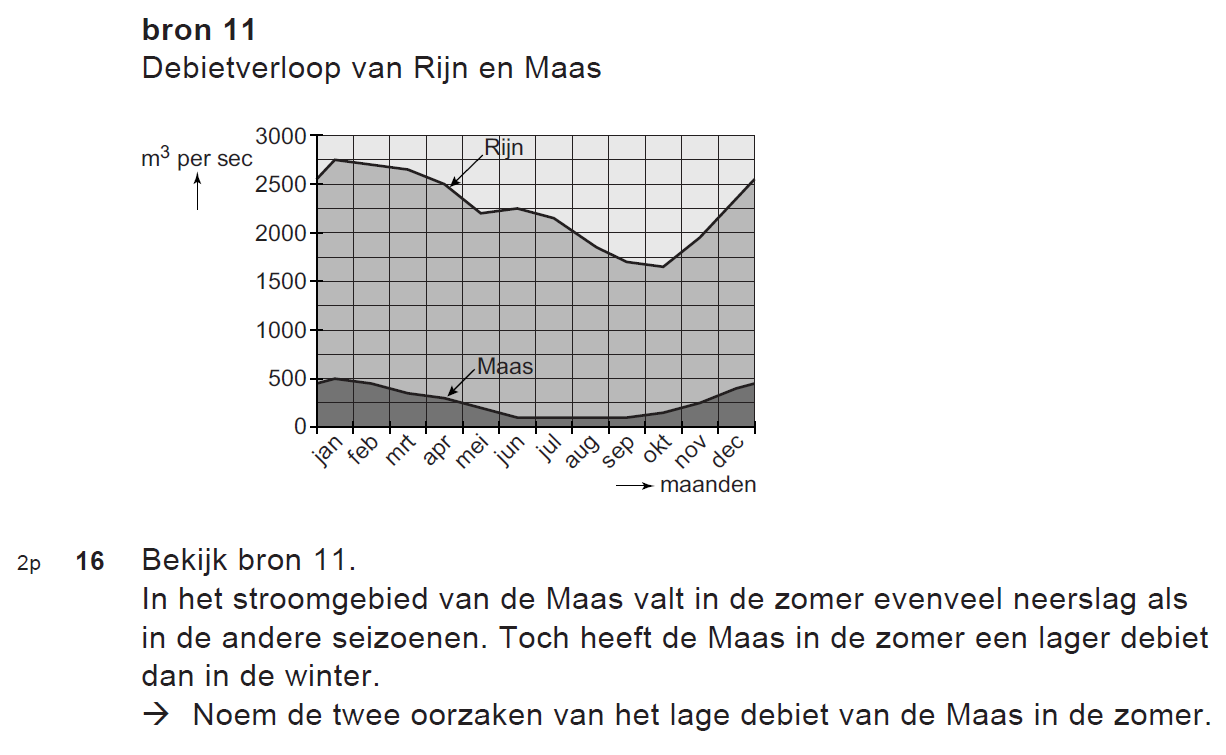 bron 11
Debietverloop van Rijn en Maas
m³ per sec
3000
2500
2000
1500
1000
500
0
Rijn
Maas
jan feb mrt apr mei jun jul aug sep okt nov dec
maanden
2p 16 Bekijk bron 11.
In het stroomgebied van de Maas valt in de zomer evenveel neerslag als
in de andere seizoenen. Toch heeft de Maas in de zomer een lager debiet
dan in de winter.
→ Noem de twee oorzaken van het lage debiet van de Maas in de zomer.